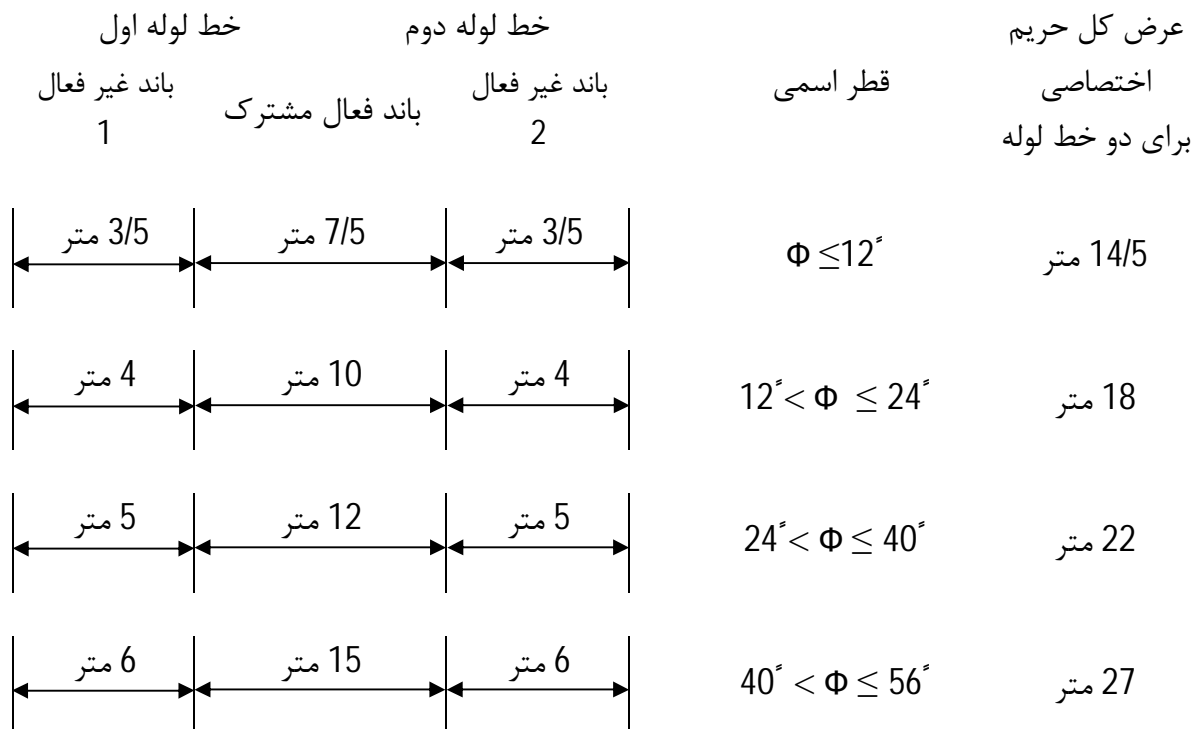 عرض کل حریم
اختصاصی
برای دو خط لوله
قطر اسمی
خط لوله دوم
خط لوله اول
باند غیر فعال
2
باند فعال مشترک
باند غیر فعال
1
14/5 متر
Φ ≤12ً
3/5 متر
7/5 متر
3/5 متر
18 متر
12ً < Φ ≤ 24ً
4 متر
10 متر
4 متر
22 متر
24ً < Φ ≤ 40ً
5 متر
12 متر
5 متر
27 متر
40ً < Φ ≤ 56ً
6 متر
15 متر
6 متر